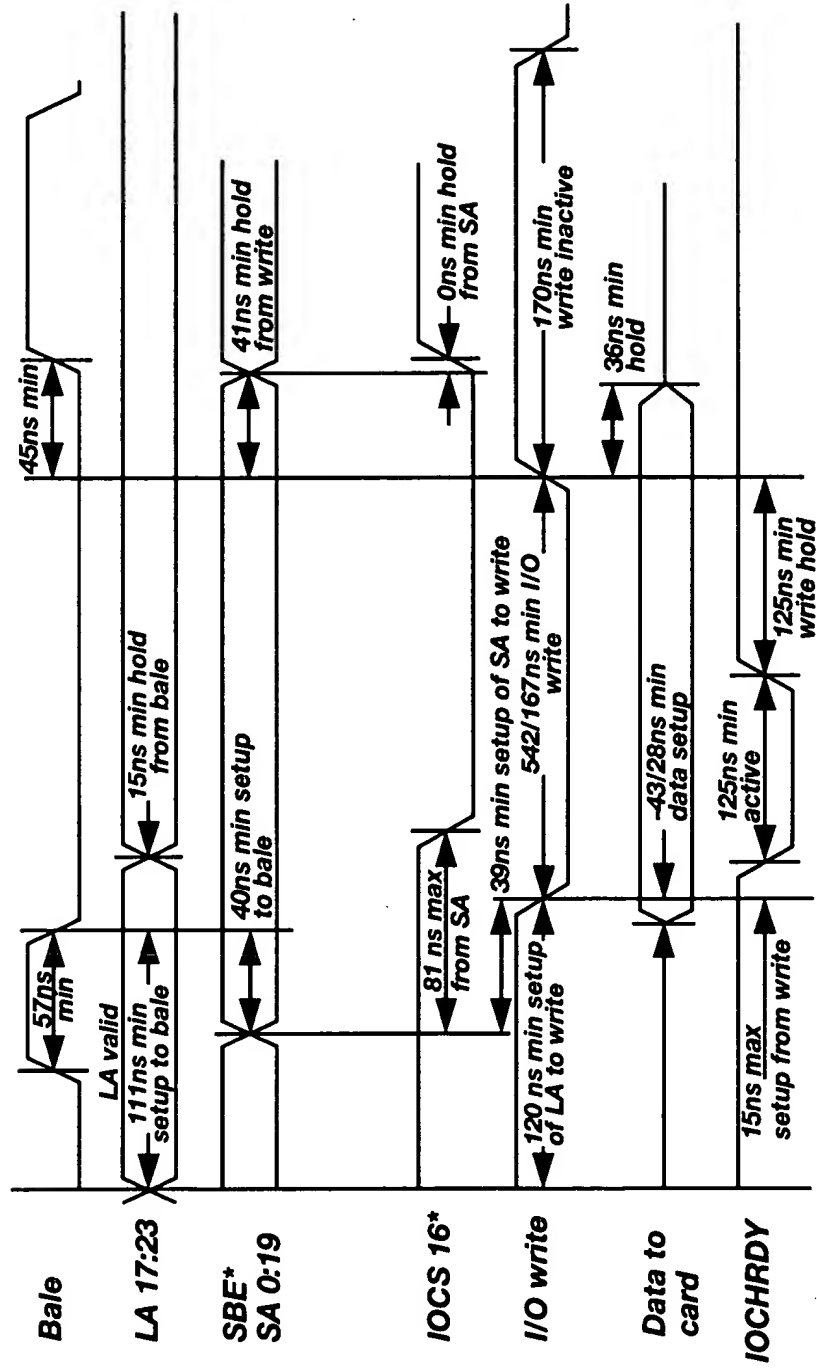 Bale
57ns
min
45ns min
LA 17:23
LA valid
111ns min
setup to bale
15ns min hold
from bale
SBE*
SA 0:19
40ns min setup
to bale
41ns min hold
from write
IOCS 16*
81 ns max
from SA
0ns min hold
from SA
39ns min setup of SA to write
I/O write
120 ns min setup
of LA to write
542/167ns min I/O
write
170ns min
write inactive
Data to
card
-43/28ns min
data setup
36ns min
hold
IOCHRDY
15ns max
setup from write
125ns min
active
125ns min
write hold